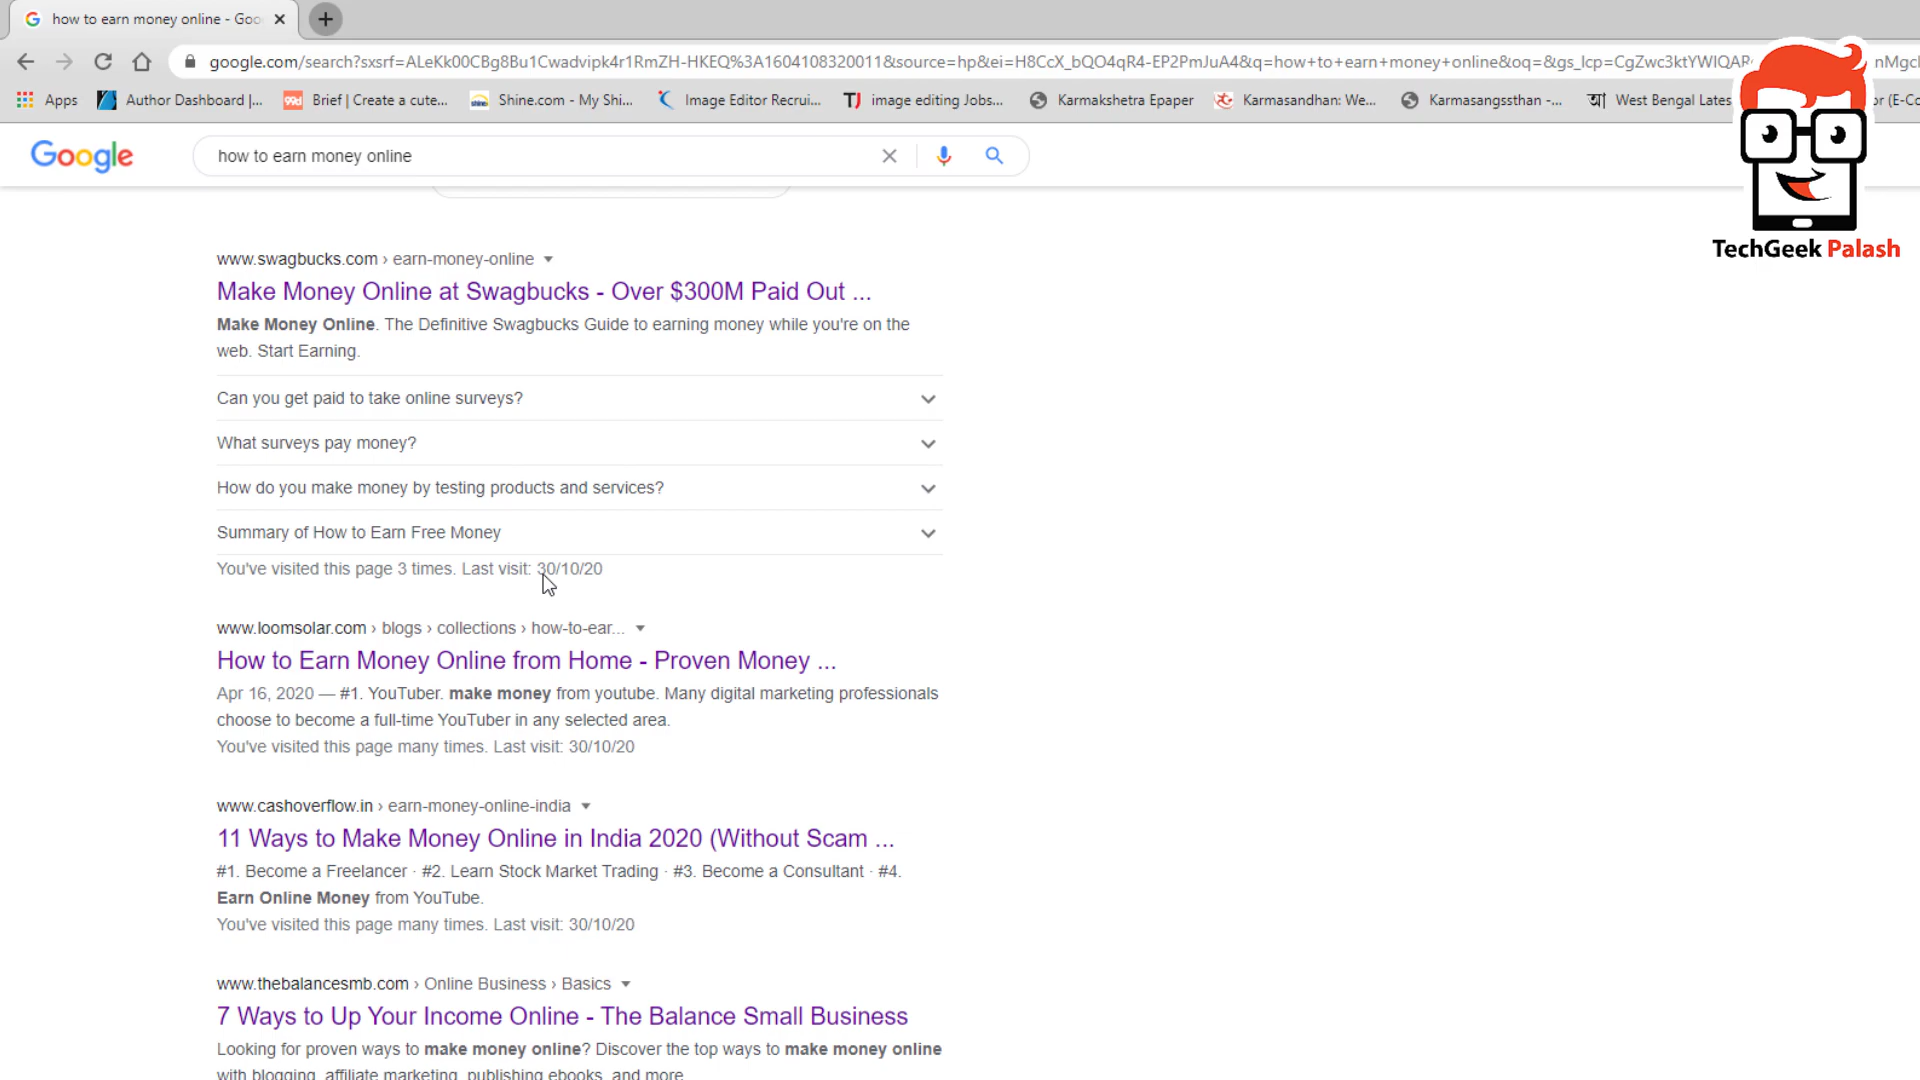 how to earn money online - Goo
google.com/search?sxsrf=ALeKk00CBg8Bu1Cwadvipk4r1RmZH-HKEQ%3A1604108320011&source=hp&ei=H8CcX_bQO4qR4-EP2PmJuA4&q=how+to+earn+money+online&oq=&gs_lcp=CgZwc3ktYWIQAR
Apps Author Dashboard |... Brief | Create a cute... Shine.com - My Shi... Image Editor Recrui... TJ image editing Jobs... Karmakshetra Epaper Karmasandhan: We... Karmasangssthan -... West Bengal Lates
Google how to earn money online
TechGeek Palash
www.swagbucks.com › earn-money-online
Make Money Online at Swagbucks - Over $300M Paid Out ...
Make Money Online. The Definitive Swagbucks Guide to earning money while you're on the
web. Start Earning.
Can you get paid to take online surveys?
What surveys pay money?
How do you make money by testing products and services?
Summary of How to Earn Free Money
You've visited this page 3 times. Last visit: 30/10/20
www.loomsolar.com › blogs › collections › how-to-ear...
How to Earn Money Online from Home - Proven Money ...
Apr 16, 2020 — #1. YouTuber. make money from youtube. Many digital marketing professionals
choose to become a full-time YouTuber in any selected area.
You've visited this page many times. Last visit: 30/10/20
www.cashoverflow.in › earn-money-online-india
11 Ways to Make Money Online in India 2020 (Without Scam ...
#1. Become a Freelancer · #2. Learn Stock Market Trading · #3. Become a Consultant · #4.
Earn Online Money from YouTube.
You've visited this page many times. Last visit: 30/10/20
www.thebalancesmb.com › Online Business › Basics
7 Ways to Up Your Income Online - The Balance Small Business
Looking for proven ways to make money online? Discover the top ways to make money online
with blogging, affiliate marketing, publishing ebooks, and more.